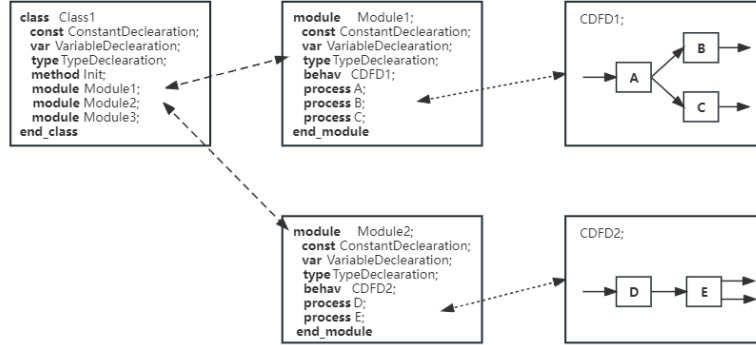 class Class1
const ConstantDeclearation;
var VariableDeclearation;
type TypeDeclearation;
method Init;
module Module1;
module Module2;
module Module3;
end_class
module Module1;
const ConstantDeclearation;
var VariableDeclearation;
type TypeDeclearation;
behav CDFD1;
process A;
process B;
process C;
end_module
CDFD1;
A
B
C
module Module2;
const ConstantDeclearation;
var VariableDeclearation;
type TypeDeclearation;
behav CDFD2;
process D;
process E;
end_module
CDFD2;
D
E